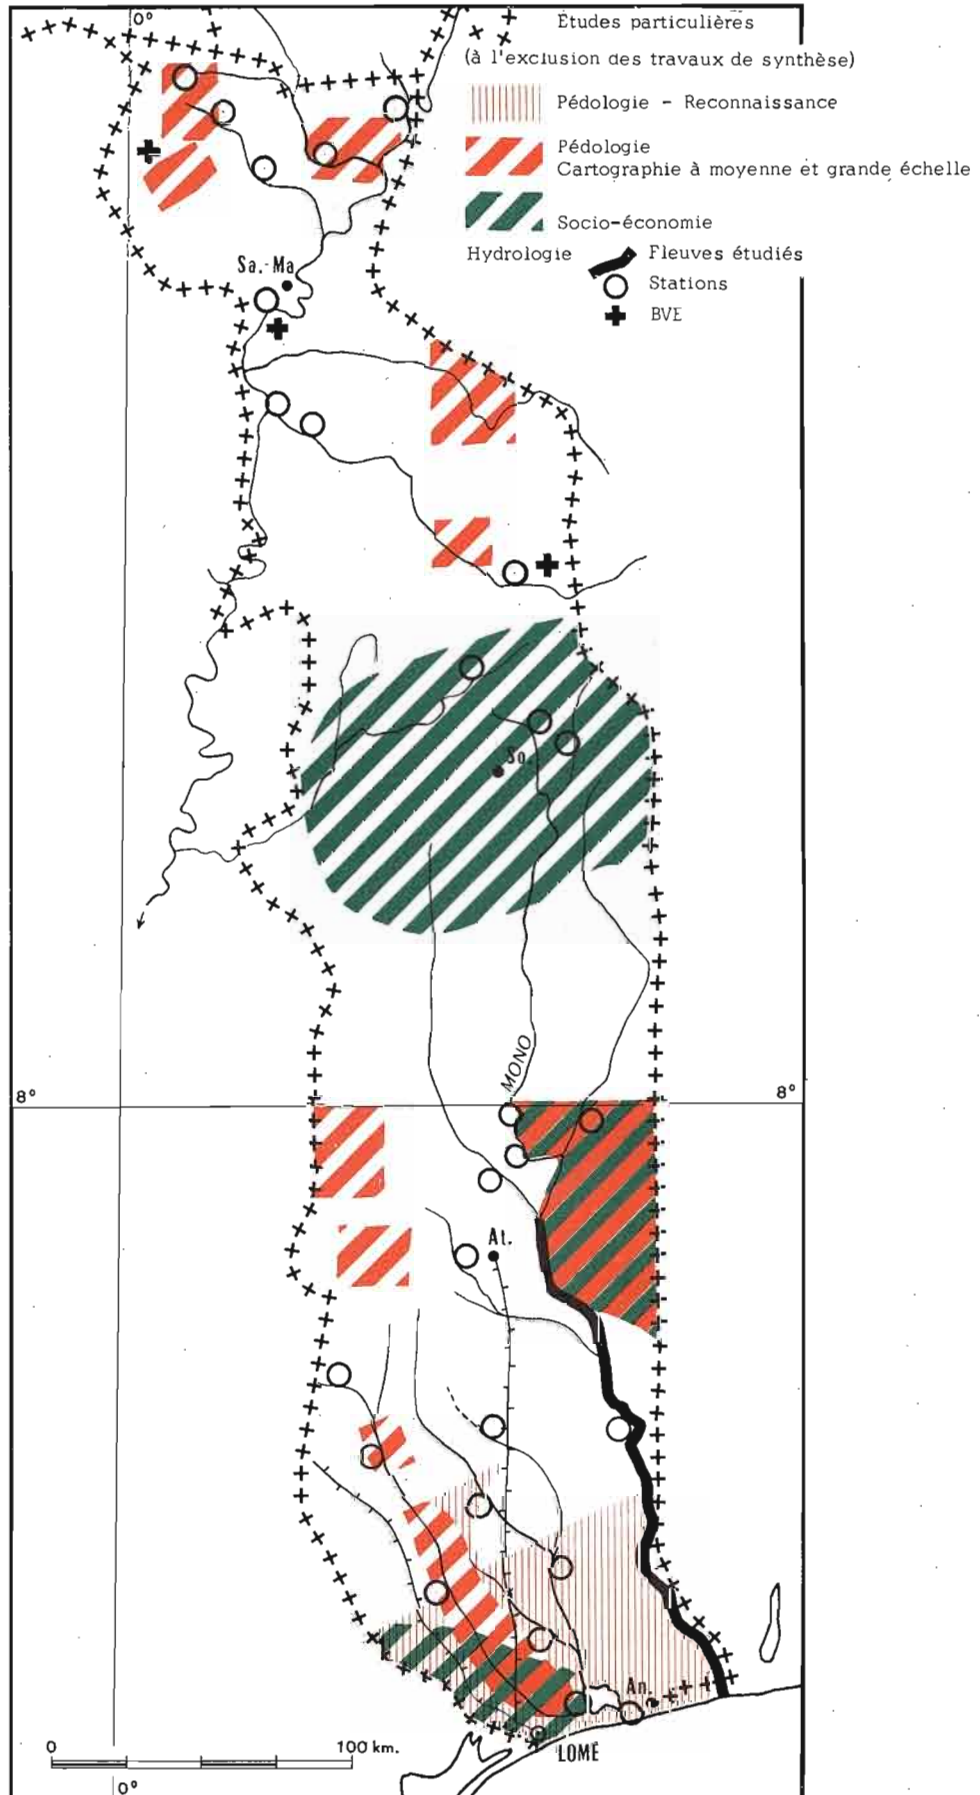 0°
Études particulières
(à l'exclusion des travaux de synthèse)
Pédologie - Reconnaissance
Pédologie
Cartographie à moyenne et grande échelle
Socio-économie
Hydrologie
Fleuves étudiés
Stations
BVE
Sa.-Ma
So.
MONO
8°
8°
At.
An.
LOMÉ
0
100 km.
0°